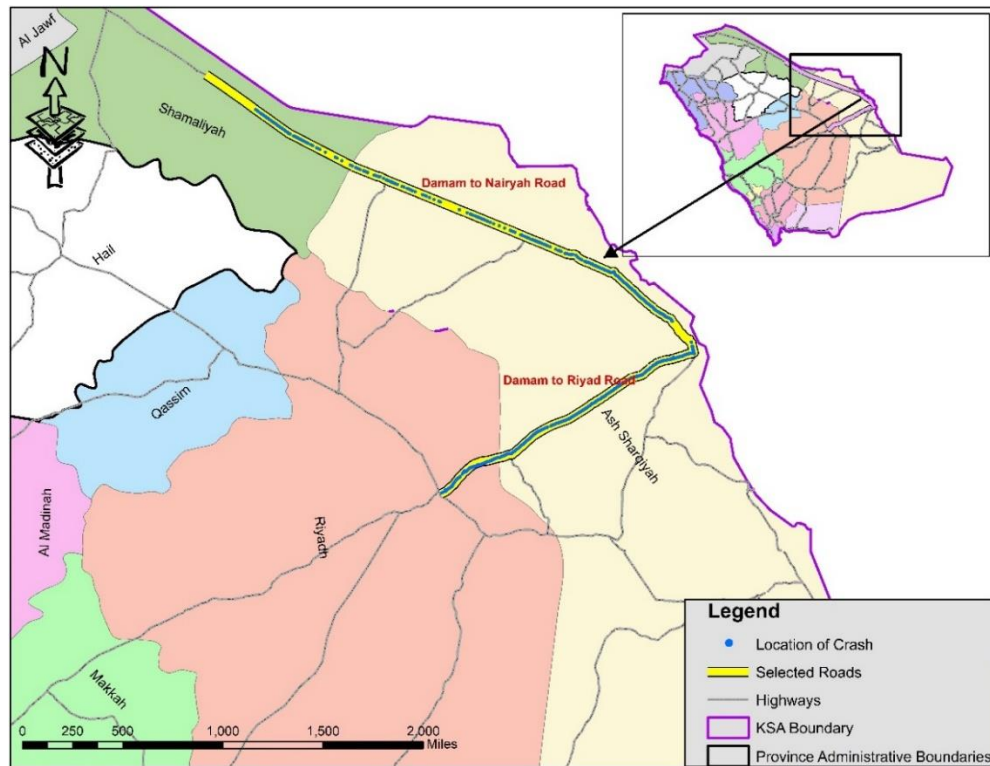 Al Jawf
N
Shamaliyah
Damam to Nairyah Road
Hail
Damam to Riyad Road
Qassim
Ash Sharqiyah
Al Madinah
Riyadh
Makkah
0 250 500 1,000 1,500 2,000
Miles
Legend
Location of Crash
Selected Roads
Highways
KSA Boundary
Province Administrative Boundaries